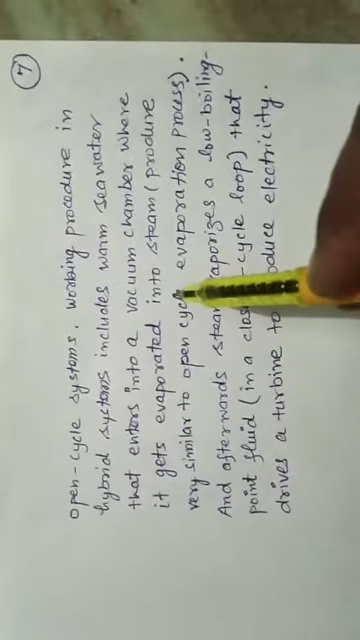 7
open-cycle systems. working procedure in
hybrid systems includes warm seawater
that enters into a vacuum chamber where
it gets evaporated into steam (produre
very similar to open cycle evaporation process).
And afterwards steam vaporizes a low-boiling-
point fluid (in a closed-cycle loop) that
drives a turbine to produce electricity.